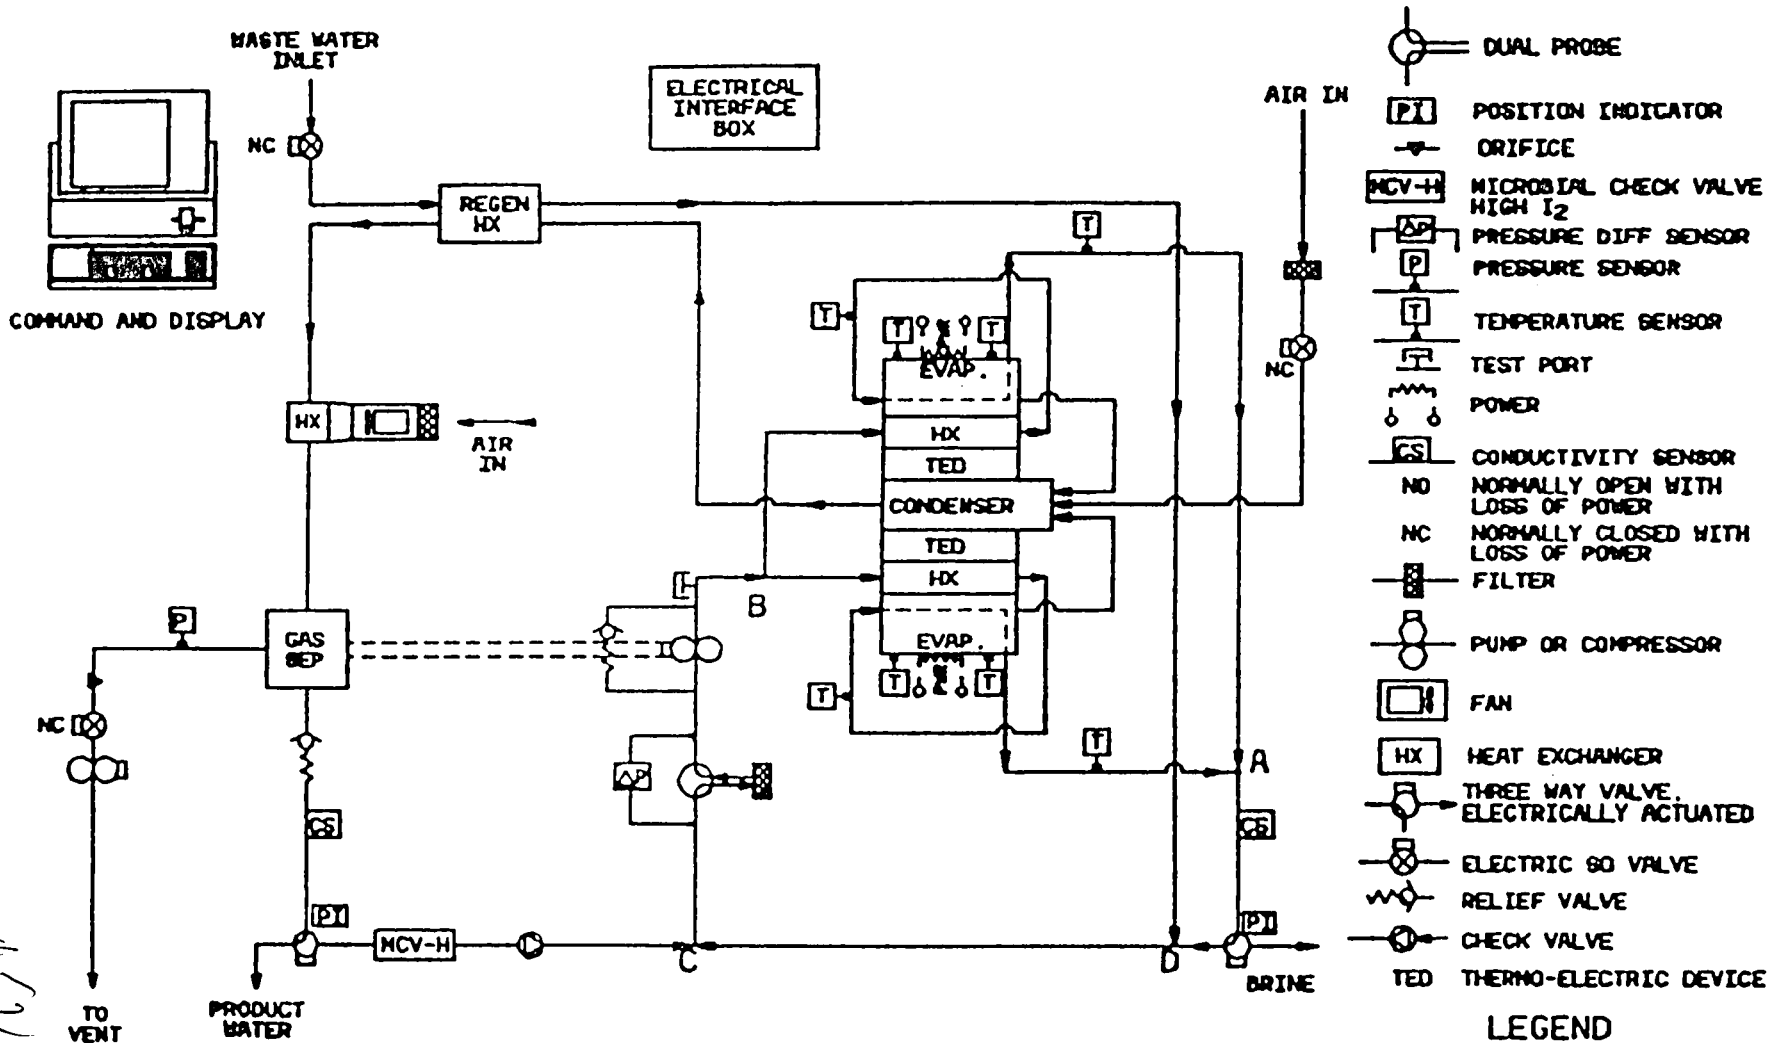 WASTE WATER
INLET
NC
COMMAND AND DISPLAY
ELECTRICAL
INTERFACE
BOX
REGEN
HX
AIR IN
NC
HX
AIR
IN
T
T
T
T
EVAP.
HX
TED
CONDENSER
TED
HX
EVAP.
T
T
T
T
B
P
GAS
SEP
NC
ΔP
A
CS
CS
PI
PI
MCV-H
C
D
TO
VENT
PRODUCT
WATER
BRINE
DUAL PROBE
PI POSITION INDICATOR
ORIFICE
MCV-H MICROBIAL CHECK VALVE
HIGH I2
ΔP PRESSURE DIFF SENSOR
P PRESSURE SENSOR
T TEMPERATURE SENSOR
TEST PORT
POWER
CS CONDUCTIVITY SENSOR
NO NORMALLY OPEN WITH
LOSS OF POWER
NC NORMALLY CLOSED WITH
LOSS OF POWER
FILTER
PUMP OR COMPRESSOR
FAN
HX HEAT EXCHANGER
THREE WAY VALVE.
ELECTRICALLY ACTUATED
ELECTRIC SO VALVE
RELIEF VALVE
CHECK VALVE
TED THERMO-ELECTRIC DEVICE
LEGEND